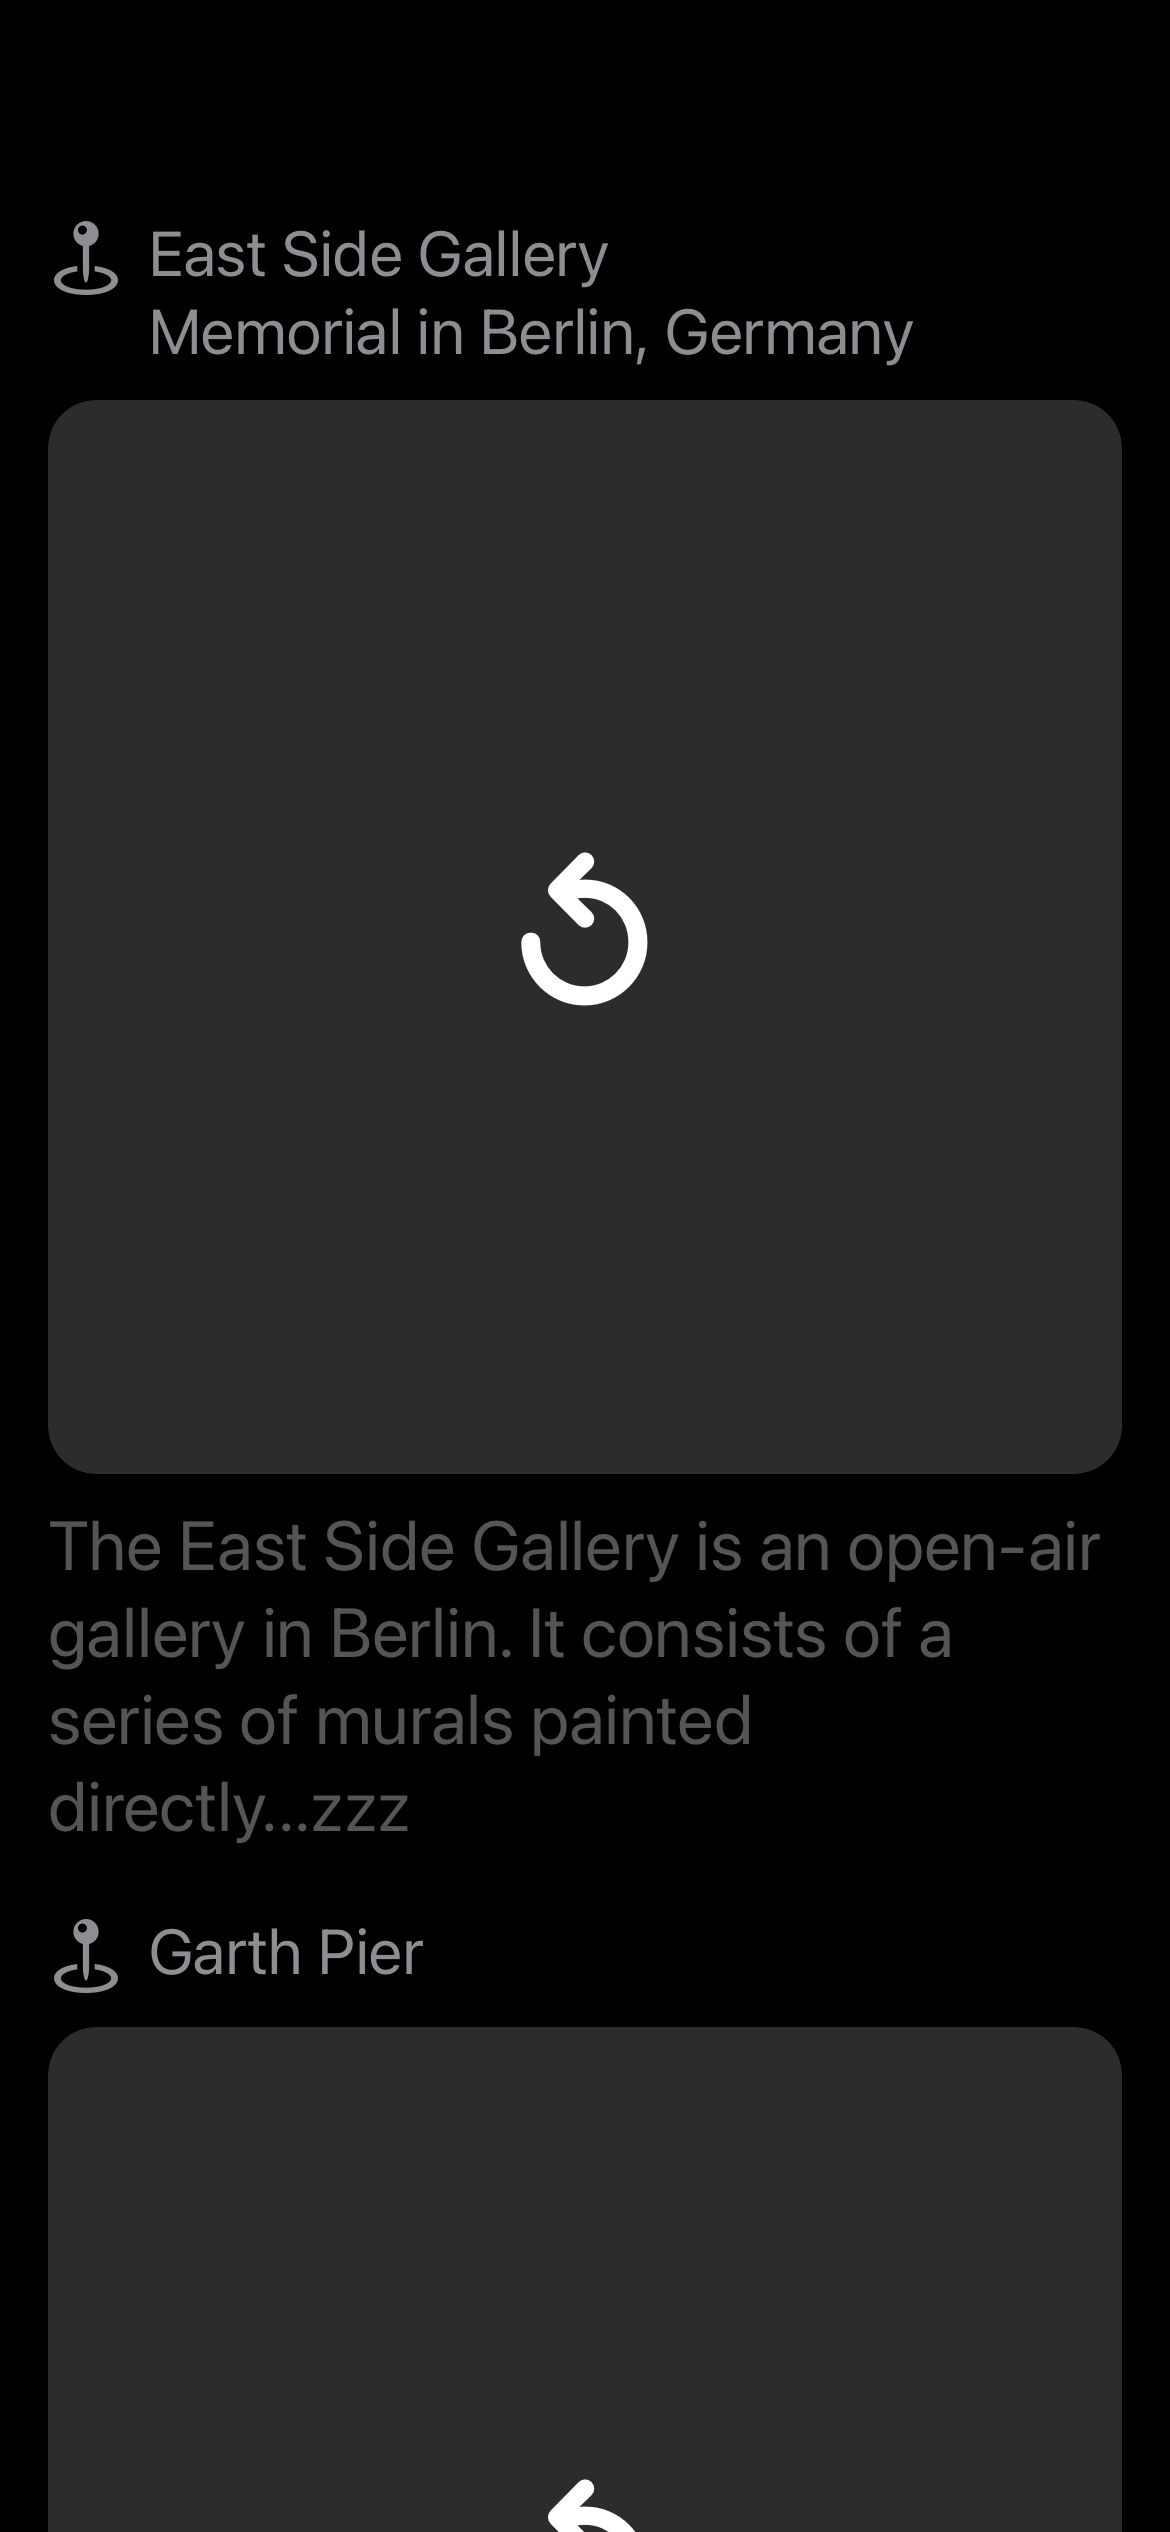 East Side Gallery
Memorial in Berlin, Germany
The East Side Gallery is an open-air
gallery in Berlin. It consists of a
series of murals painted
directly...zzz
Garth Pier